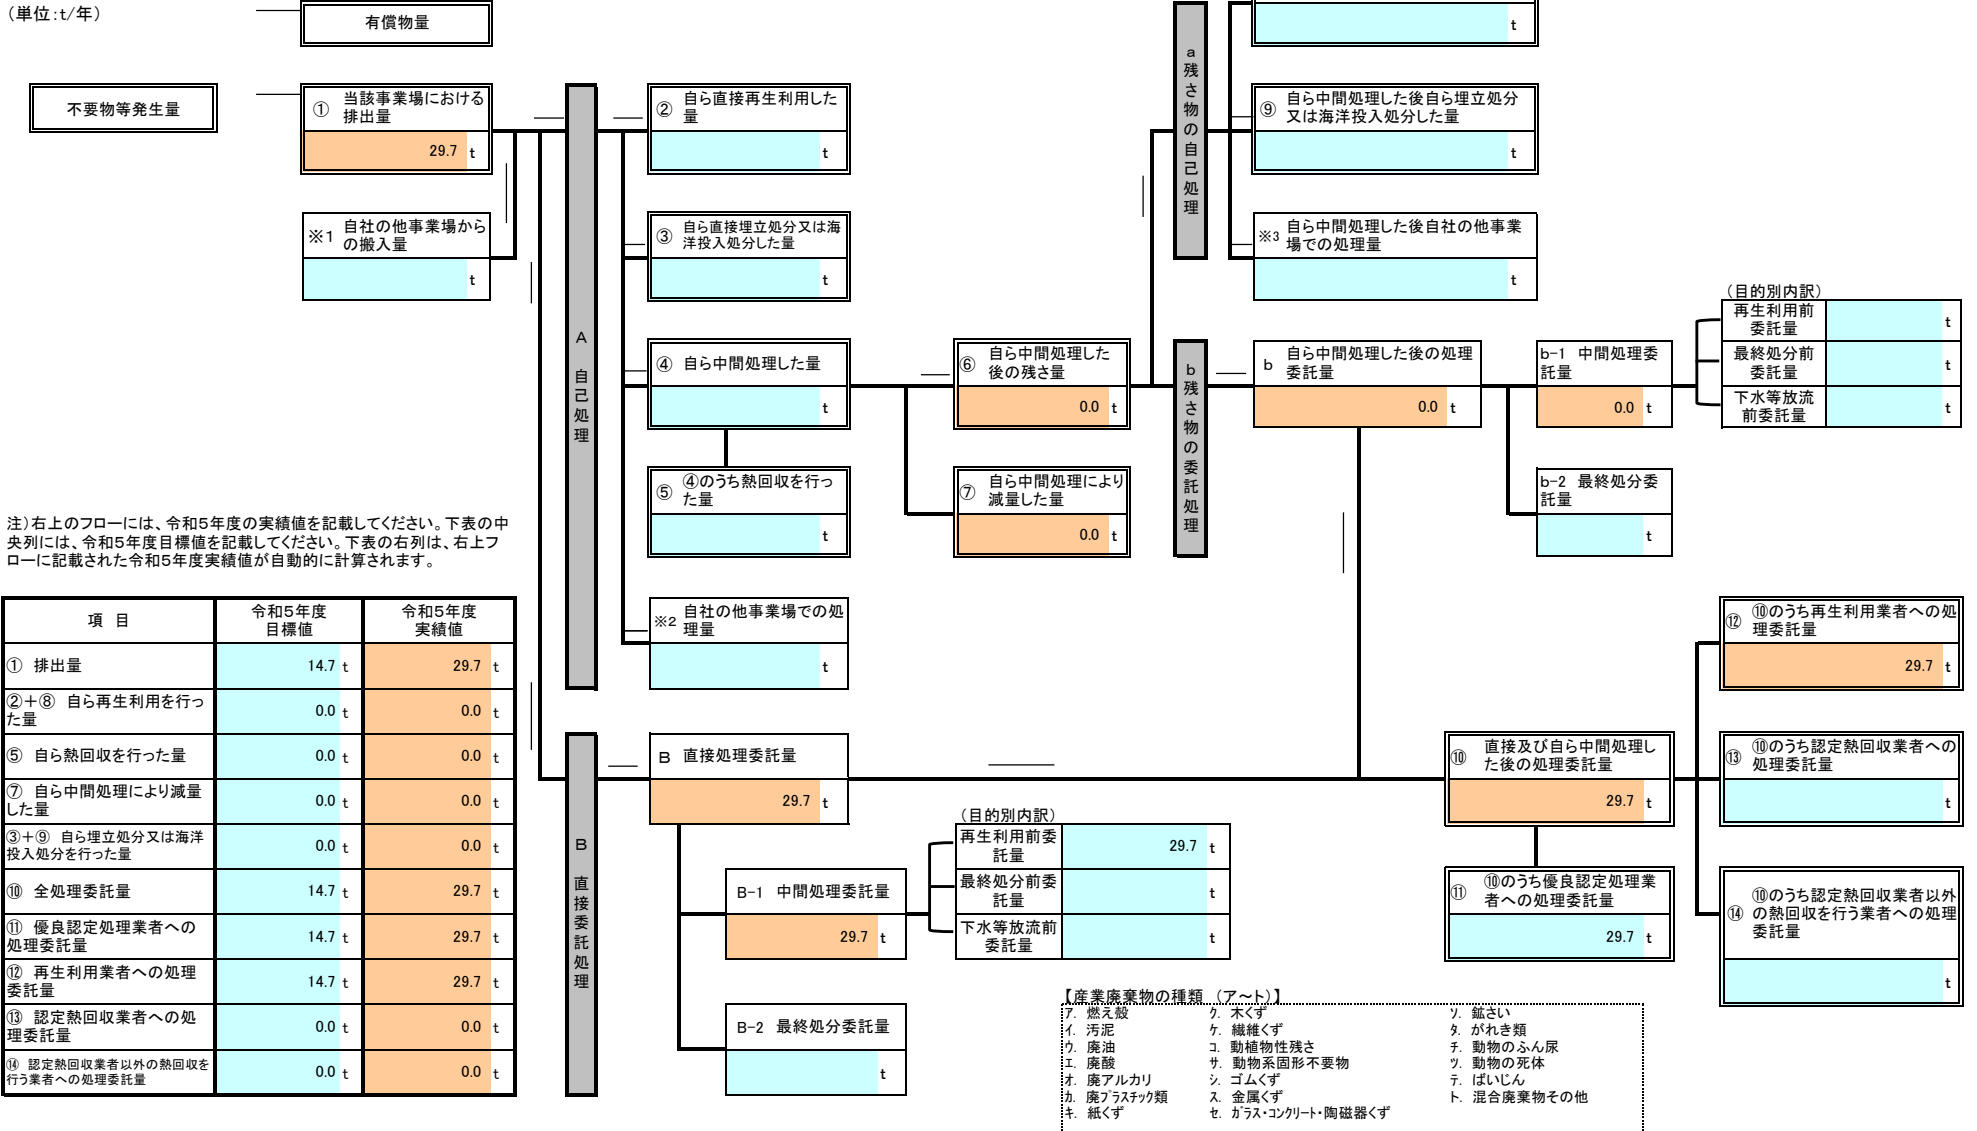 （単位：t/年）
有償物量
t
不要物等発生量
① 当該事業場における
排出量
29.7 t
※1 自社の他事業場から
の搬入量
t
A 自己処理
② 自ら直接再生利用した
量
t
③ 自ら直接埋立処分又は海
洋投入処分した量
t
④ 自ら中間処理した量
t
⑤ ④のうち熱回収を行っ
た量
t
※2 自社の他事業場での処
理量
t
⑥ 自ら中間処理した
後の残さ量
0.0 t
⑦ 自ら中間処理により
減量した量
0.0 t
a 残さ物の自己処理
⑨ 自ら中間処理した後自ら埋立処分
又は海洋投入処分した量
t
※3 自ら中間処理した後自社の他事業
場での処理量
t
b 残さ物の委託処理
b 自ら中間処理した後の処理
委託量
0.0 t
b-1 中間処理委
託量
0.0 t
b-2 最終処分委
託量
t
（目的別内訳）
再生利用前
委託量 t
最終処分前
委託量 t
下水等放流
前委託量 t
注）右上のフローには、令和５年度の実績値を記載してください。下表の中
央列には、令和５年度目標値を記載してください。下表の右列は、右上フ
ローに記載された令和５年度実績値が自動的に計算されます。
項 目 令和５年度
目標値 令和５年度
実績値
① 排出量 14.7 t 29.7 t
②＋⑧ 自ら再生利用を行っ
た量 0.0 t 0.0 t
⑤ 自ら熱回収を行った量 0.0 t 0.0 t
⑦ 自ら中間処理により減量
した量 0.0 t 0.0 t
③＋⑨ 自ら埋立処分又は海洋
投入処分を行った量 0.0 t 0.0 t
⑩ 全処理委託量 14.7 t 29.7 t
⑪ 優良認定処理業者への
処理委託量 14.7 t 29.7 t
⑫ 再生利用業者への処理
委託量 14.7 t 29.7 t
⑬ 認定熱回収業者への処
理委託量 0.0 t 0.0 t
⑭ 認定熱回収業者以外の熱回収を
行う業者への処理委託量 0.0 t 0.0 t
B 直接委託処理
B 直接処理委託量
29.7 t
B-1 中間処理委託量
29.7 t
B-2 最終処分委託量
t
（目的別内訳）
再生利用前委
託量 29.7 t
最終処分前委
託量 t
下水等放流前
委託量 t
⑩ 直接及び自ら中間処理し
た後の処理委託量
29.7 t
⑪ ⑩のうち優良認定処理業
者への処理委託量
29.7 t
⑫ ⑩のうち再生利用業者への処
理委託量
29.7 t
⑬ ⑩のうち認定熱回収業者への
処理委託量
t
⑭ ⑩のうち認定熱回収業者以外
の熱回収を行う業者への処理
委託量
t
【産業廃棄物の種類 （ア～ト）】
ア. 燃え殻 ク. 木くず ソ. 鉱さい
イ. 汚泥 ケ. 繊維くず タ. がれき類
ウ. 廃油 コ. 動植物性残さ チ. 動物のふん尿
エ. 廃酸 サ. 動物系固形不要物 ツ. 動物の死体
オ. 廃アルカリ シ. ゴムくず テ. ばいじん
カ. 廃プラスチック類 ス. 金属くず ト. 混合廃棄物その他
キ. 紙くず セ. ガラス・コンクリート・陶磁器くず